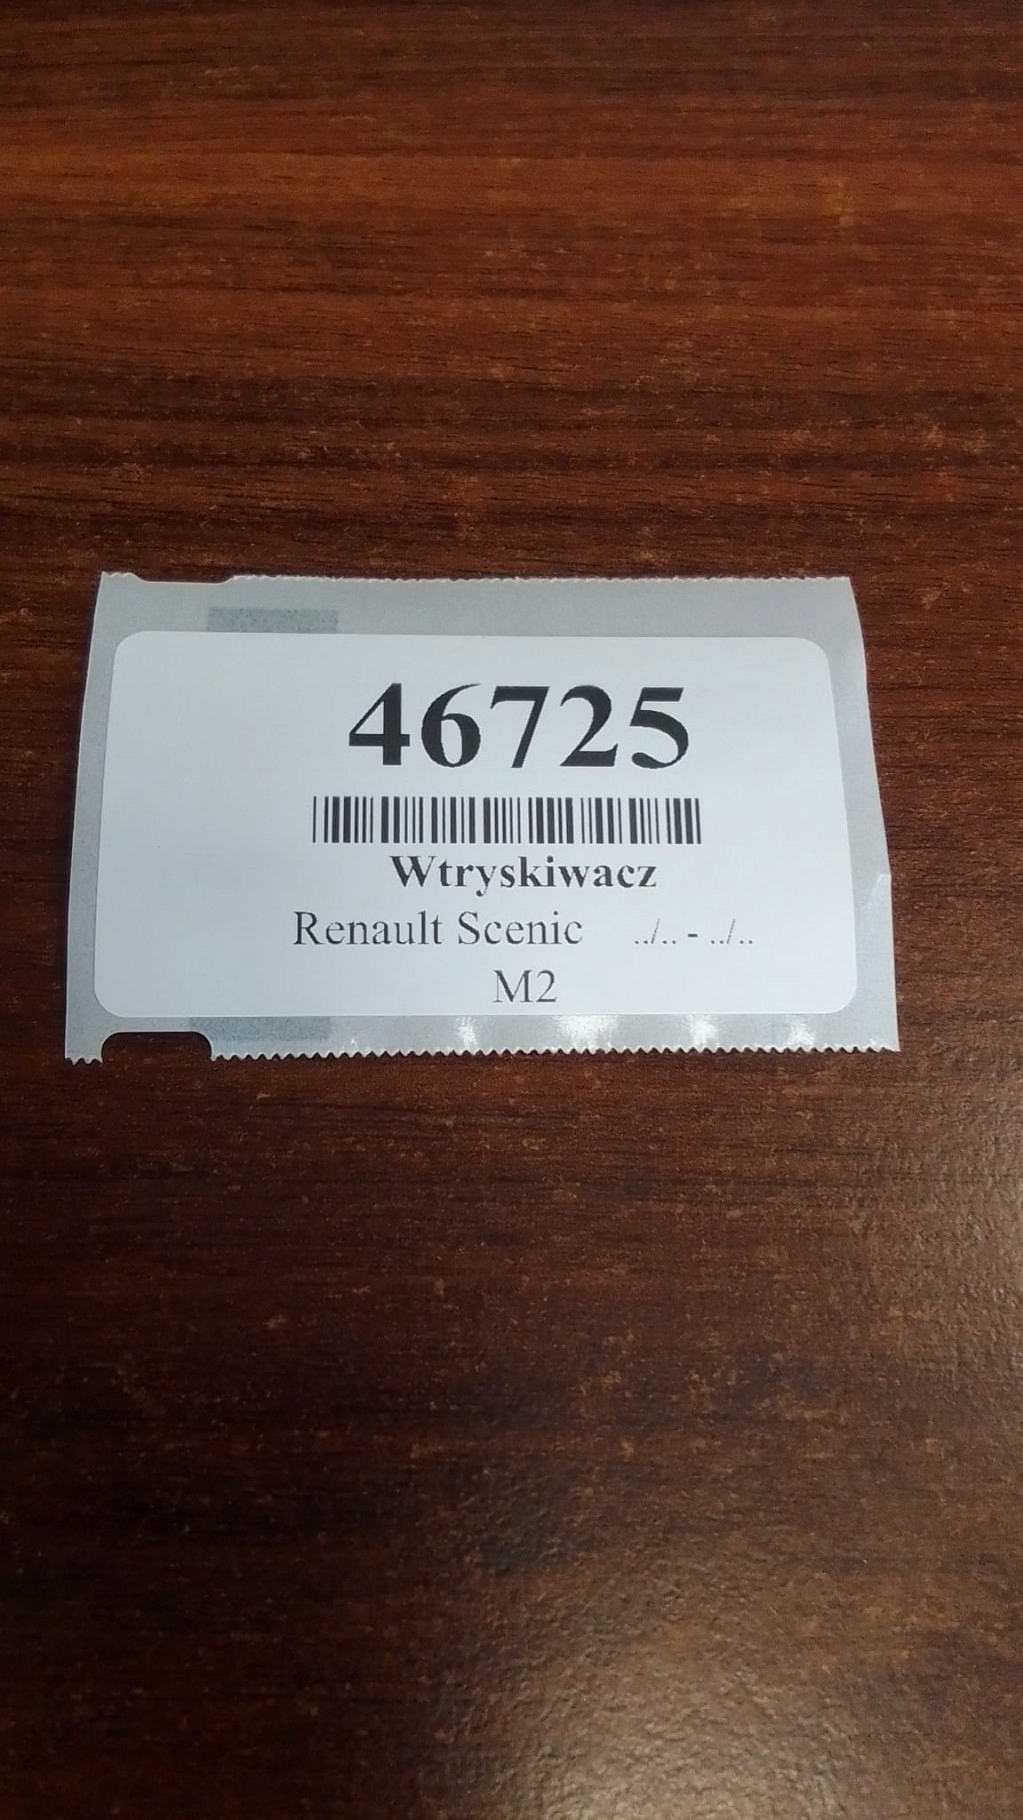 46725
Wtryskiwacz
Renault Scenic ../.. - ../..
M2